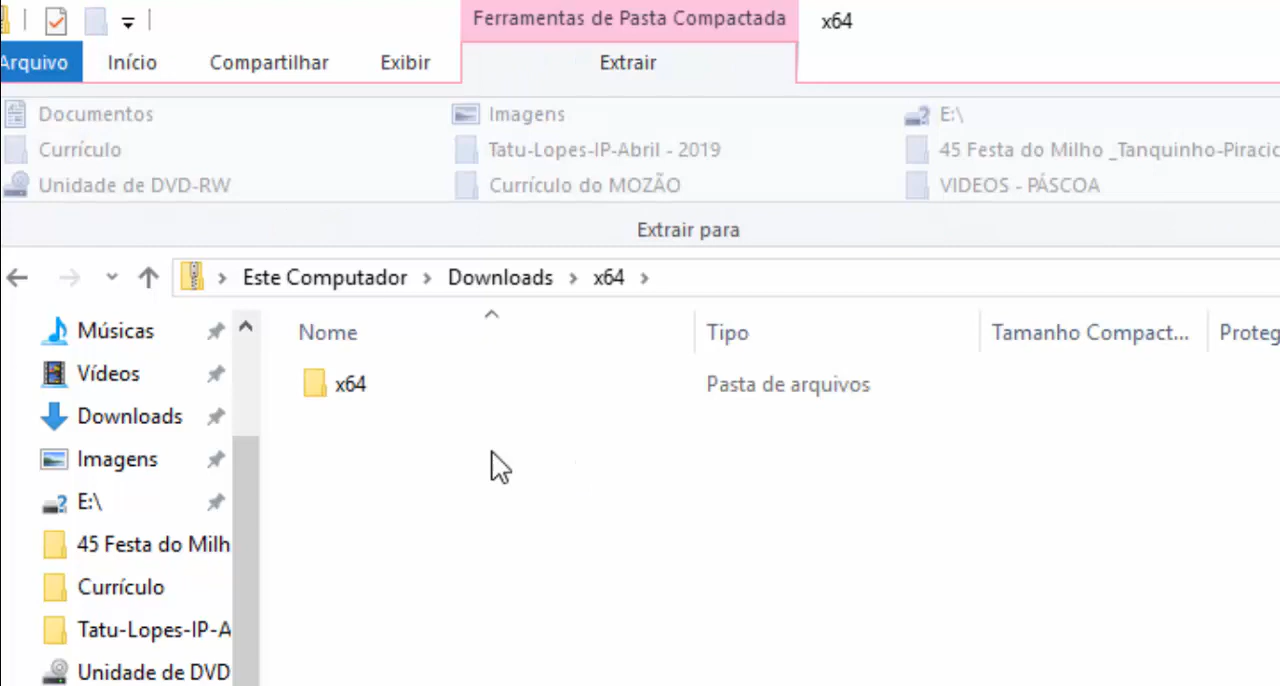 Ferramentas de Pasta Compactada x64
Arquivo Início Compartilhar Exibir Extrair
Documentos Imagens E:\
Currículo Tatu-Lopes-IP-Abril - 2019 45 Festa do Milho _Tanquinho-Piracic
Unidade de DVD-RW Currículo do MOZÃO VIDEOS - PÁSCOA
Extrair para
Este Computador Downloads x64
Nome Tipo Tamanho Compact... Proteg
x64 Pasta de arquivos
Músicas
Vídeos
Downloads
Imagens
E:\
45 Festa do Milh
Currículo
Tatu-Lopes-IP-A
Unidade de DVD